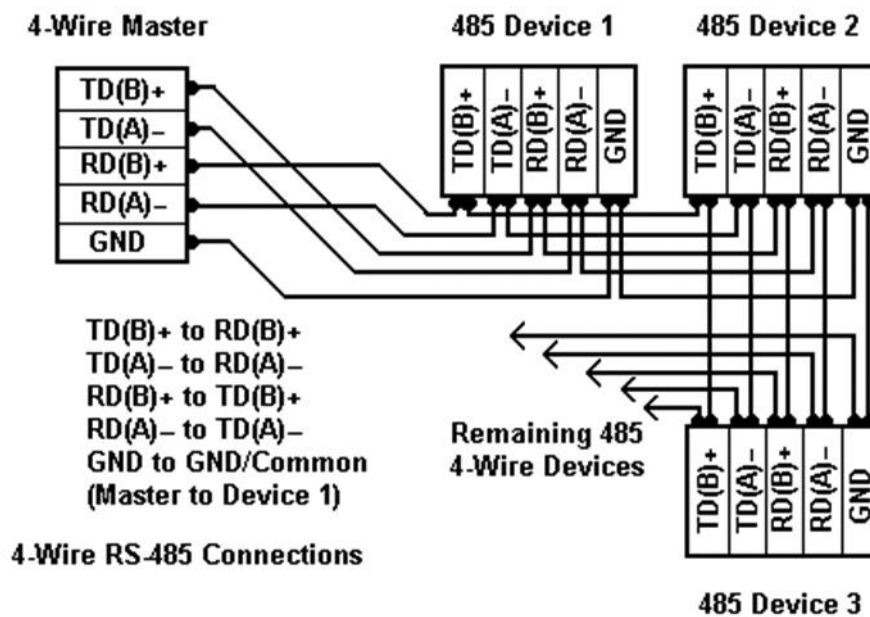 4-Wire Master
485 Device 1
485 Device 2
TD(B)+
TD(A)–
RD(B)+
RD(A)–
GND
TD(B)+
TD(A)–
RD(B)+
RD(A)–
GND
TD(B)+
TD(A)–
RD(B)+
RD(A)–
GND
TD(B)+ to RD(B)+
TD(A)– to RD(A)–
RD(B)+ to TD(B)+
RD(A)– to TD(A)–
GND to GND/Common
(Master to Device 1)
4-Wire RS-485 Connections
Remaining 485
4-Wire Devices
TD(B)+
TD(A)–
RD(B)+
RD(A)–
GND
485 Device 3